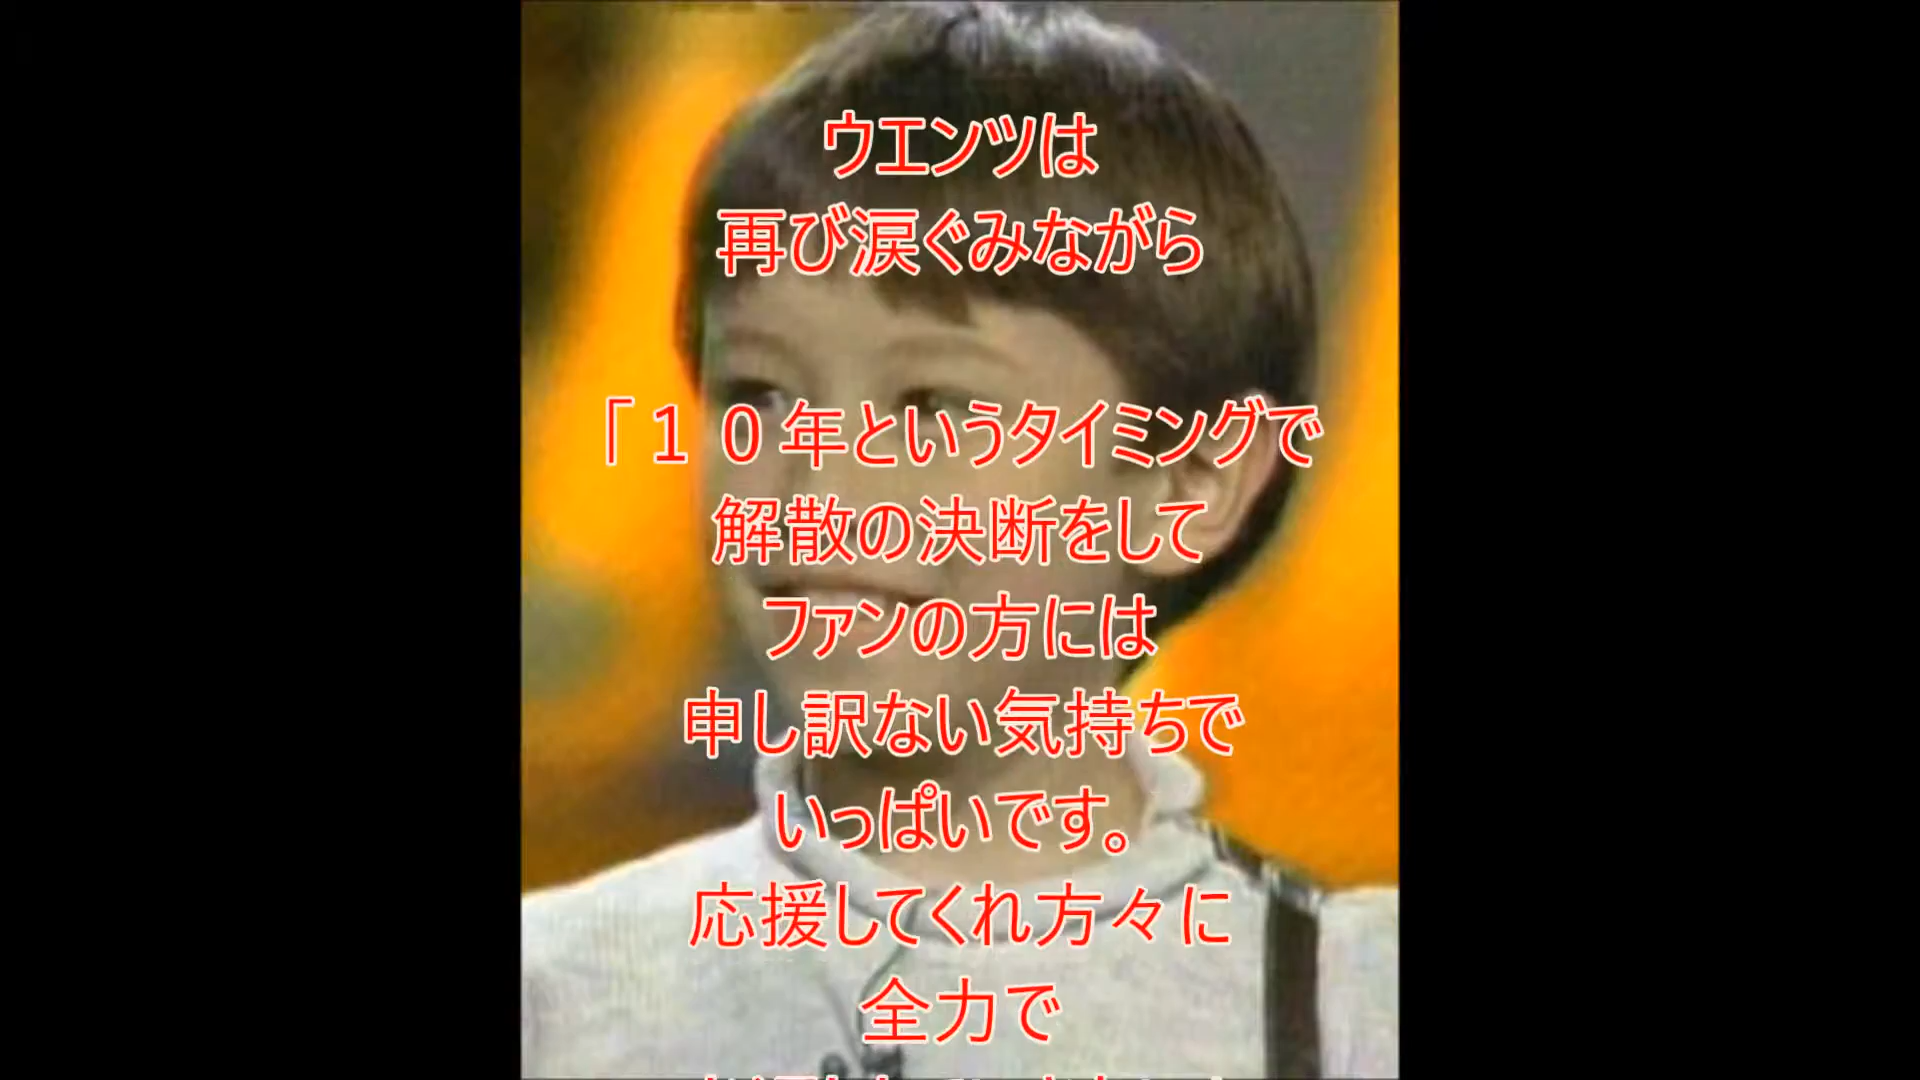 ウエンツは
再び涙ぐみながら
「１０年というタイミングで
解散の決断をして
ファンの方には
申し訳ない気持ちで
いっぱいです。
応援してくれ方々に
全力で